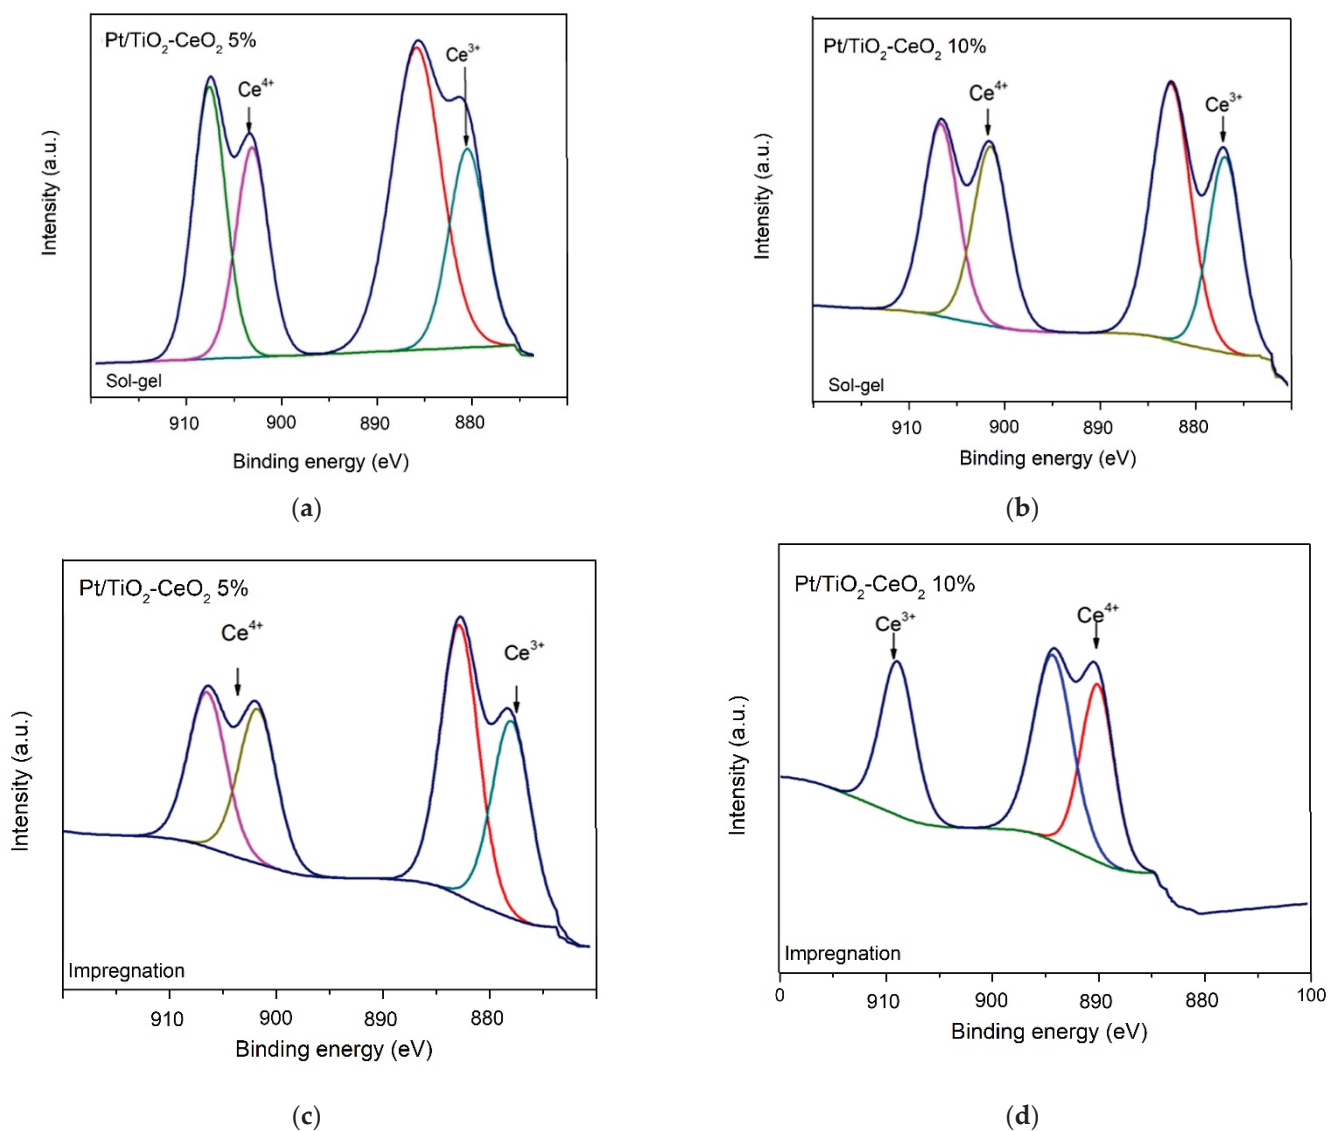 Pt/TiO₂-CeO₂ 5%
Ce⁴⁺
Ce³⁺
Intensity (a.u.)
Sol-gel
910 900 890 880
Binding energy (eV)
(a)
Pt/TiO₂-CeO₂ 10%
Ce⁴⁺
Ce³⁺
Intensity (a.u.)
Sol-gel
910 900 890 880
Binding energy (eV)
(b)
Pt/TiO₂-CeO₂ 5%
Ce⁴⁺
Ce³⁺
Intensity (a.u.)
Impregnation
910 900 890 880
Binding energy (eV)
(c)
Pt/TiO₂-CeO₂ 10%
Ce³⁺
Ce⁴⁺
Intensity (a.u.)
Impregnation
0 910 900 890 880 100
Binding energy (eV)
(d)